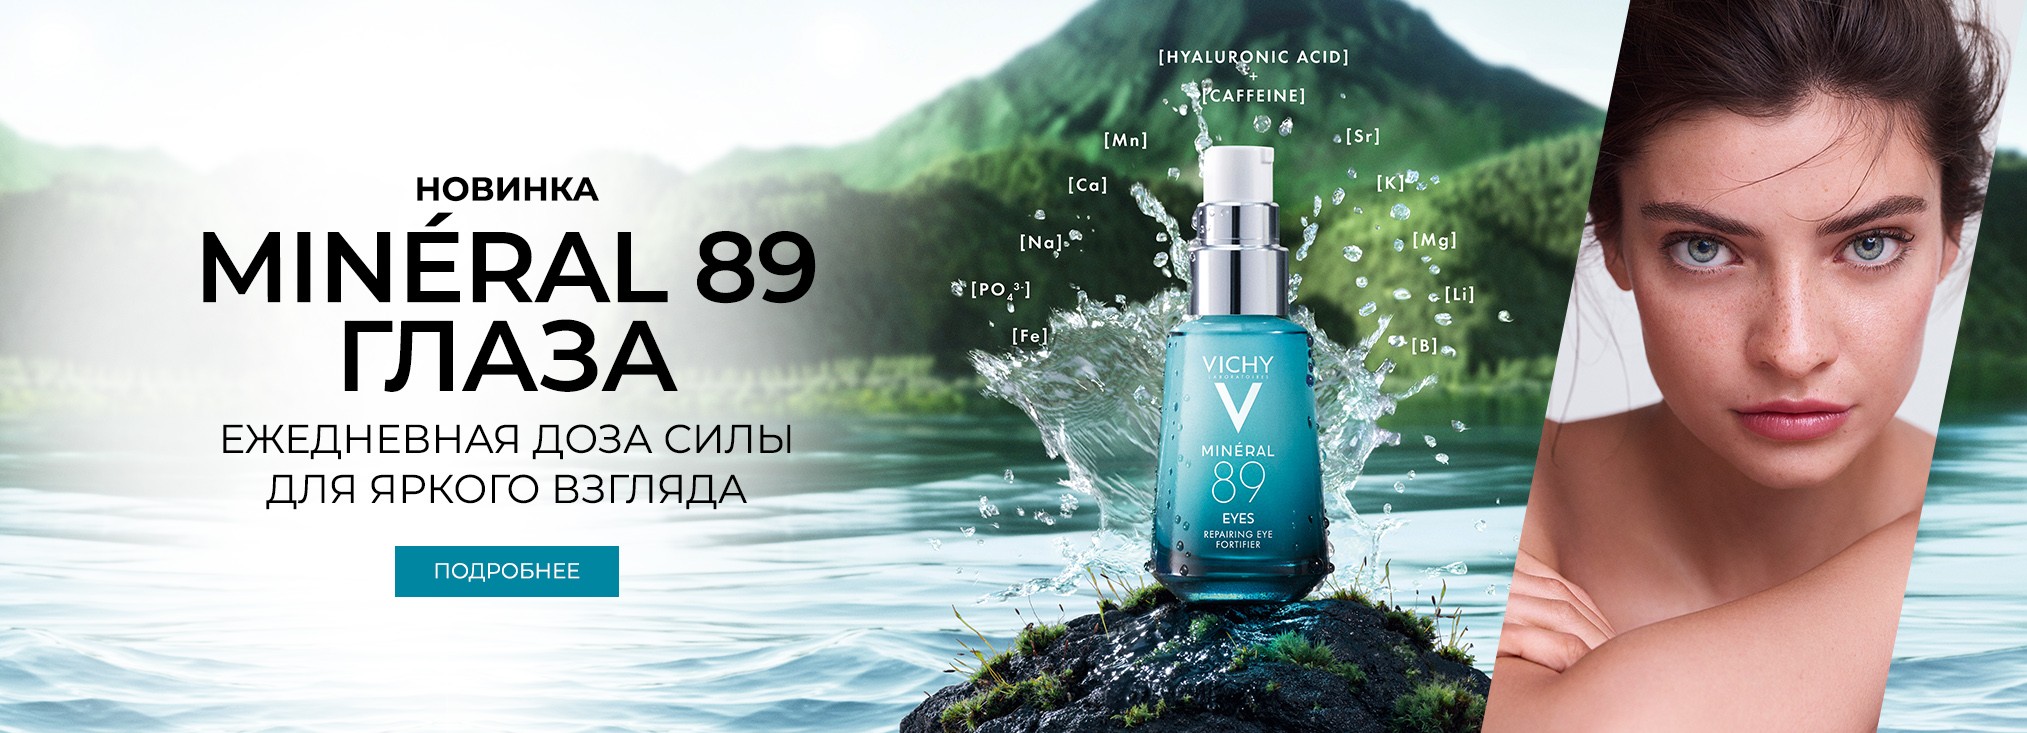 НОВИНКА
MINÉRAL 89
ГЛАЗА
ЕЖЕДНЕВНАЯ ДОЗА СИЛЫ
ДЛЯ ЯРКОГО ВЗГЛЯДА
ПОДРОБНЕЕ
[HYALURONIC ACID]
+
[CAFFEINE]
[Mn]
[Sr]
[Ca]
[K]
[Na]
[Mg]
[PO₄³⁻]
[Li]
[Fe]
[B]
VICHY
LABORATOIRES
V
MINÉRAL
89
EYES
REPAIRING EYE
FORTIFIER